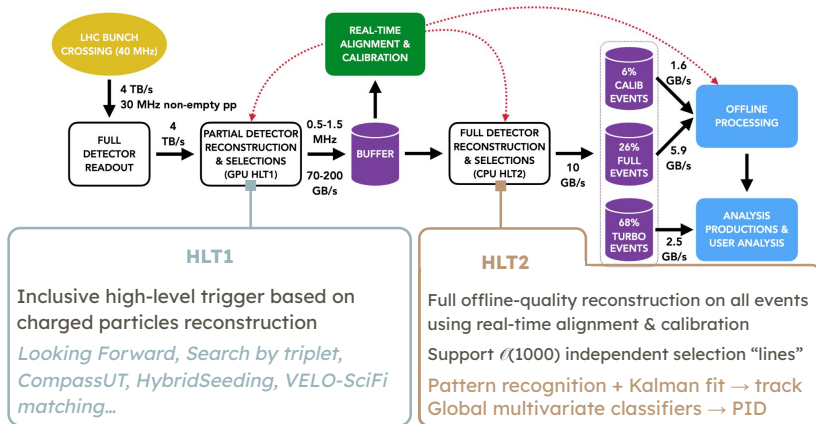 LHC BUNCH
CROSSING (40 MHz)
4 TB/s
30 MHz non-empty pp
FULL
DETECTOR
READOUT
4
TB/s
PARTIAL DETECTOR
RECONSTRUCTION
& SELECTIONS
(GPU HLT1)
0.5-1.5
MHz
70-200
GB/s
REAL-TIME
ALIGNMENT &
CALIBRATION
BUFFER
FULL DETECTOR
RECONSTRUCTION
& SELECTIONS
(CPU HLT2)
10
GB/s
6%
CALIB
EVENTS
26%
FULL
EVENTS
68%
TURBO
EVENTS
1.6
GB/s
5.9
GB/s
2.5
GB/s
OFFLINE
PROCESSING
ANALYSIS
PRODUCTIONS &
USER ANALYSIS
HLT1
Inclusive high-level trigger based on
charged particles reconstruction
Looking Forward, Search by triplet,
CompassUT, HybridSeeding, VELO-SciFi
matching…
HLT2
Full offline-quality reconstruction on all events
using real-time alignment & calibration
Support 𝒪(1000) independent selection “lines”
Pattern recognition + Kalman fit → track
Global multivariate classifiers → PID